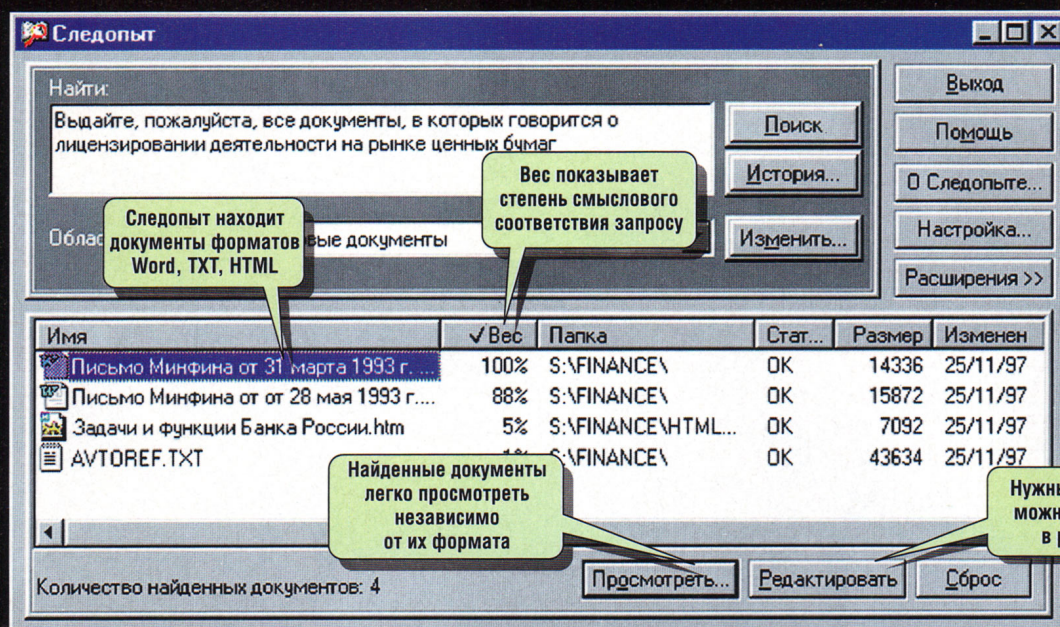 Следопыт
Найти:
Выдайте, пожалуйста, все документы, в которых говорится о
лицензировании деятельности на рынке ценных бумаг
Поиск
История...
Изменить...
Выход
Помощь
О Следопыте...
Настройка...
Расширения >>
Следопыт находит
документы форматов
Word, TXT, HTML
Вес показывает
степень смыслового
соответствия запросу
документы
Имя ✓ Вес Папка Стат... Размер Изменен
Письмо Минфина от 31 марта 1993 г. ... 100% S:\FINANCE\ OK 14336 25/11/97
Письмо Минфина от от 28 мая 1993 г.... 88% S:\FINANCE\ OK 15872 25/11/97
Задачи и функции Банка России.htm 5% S:\FINANCE\HTML... OK 7092 25/11/97
AVTOREF.TXT 1% S:\FINANCE\ OK 43634 25/11/97
Найденные документы
легко просмотреть
независимо
от их формата
Количество найденных документов: 4
Просмотреть... Редактировать Сброс